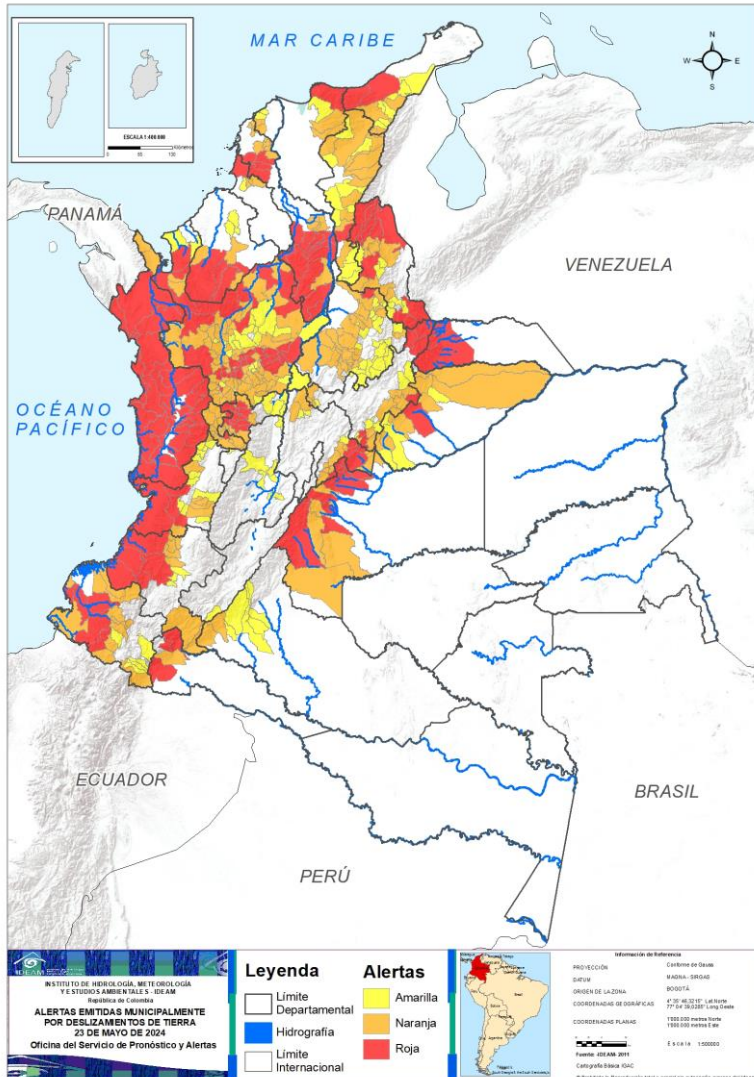 MAR CARIBE
N
W
E
S
ESCALA 1:400.000
PANAMÁ
VENEZUELA
OCÉANO
PACÍFICO
ECUADOR
BRASIL
PERÚ
IDEAM
INSTITUTO DE HIDROLOGÍA, METEOROLOGÍA
Y ESTUDIOS AMBIENTALES - IDEAM
República de Colombia
ALERTAS EMITIDAS MUNICIPALMENTE
POR DESLIZAMIENTOS DE TIERRA
23 DE MAYO DE 2024
Oficina del Servicio de Pronóstico y Alertas
Leyenda
Límite
Departamental
Hidrografía
Límite
Internacional
Alertas
Amarilla
Naranja
Roja
Información de Referencia
PROYECCIÓN Conforme de Gauss
DATUM MAGNA-SIRGAS
ORIGEN DE LA ZONA BOGOTÁ
COORDENADAS GEOGRÁFICAS
COORDENADAS PLANAS 1'000.000 metros Norte
1'000.000 metros Este
Fuente: IDEAM- 2011
Cartografía Básica IGAC